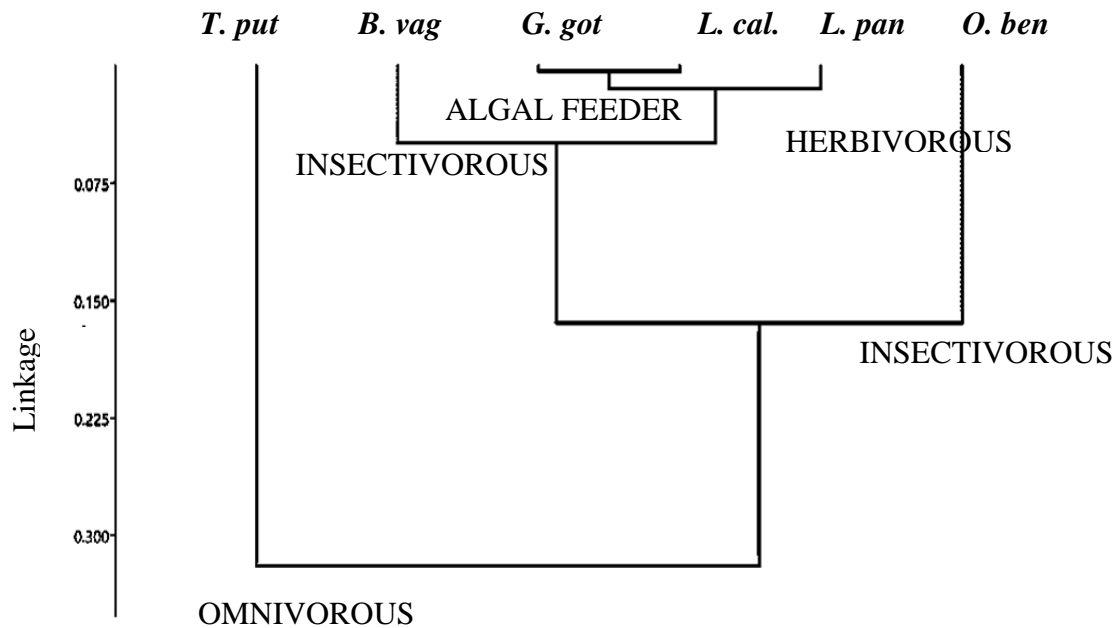 T. put B. vag G. got L. cal. L. pan O. ben
ALGAL FEEDER
HERBIVOROUS
INSECTIVOROUS
0.075
0.150
INSECTIVOROUS
Linkage
0.225
0.300
OMNIVOROUS